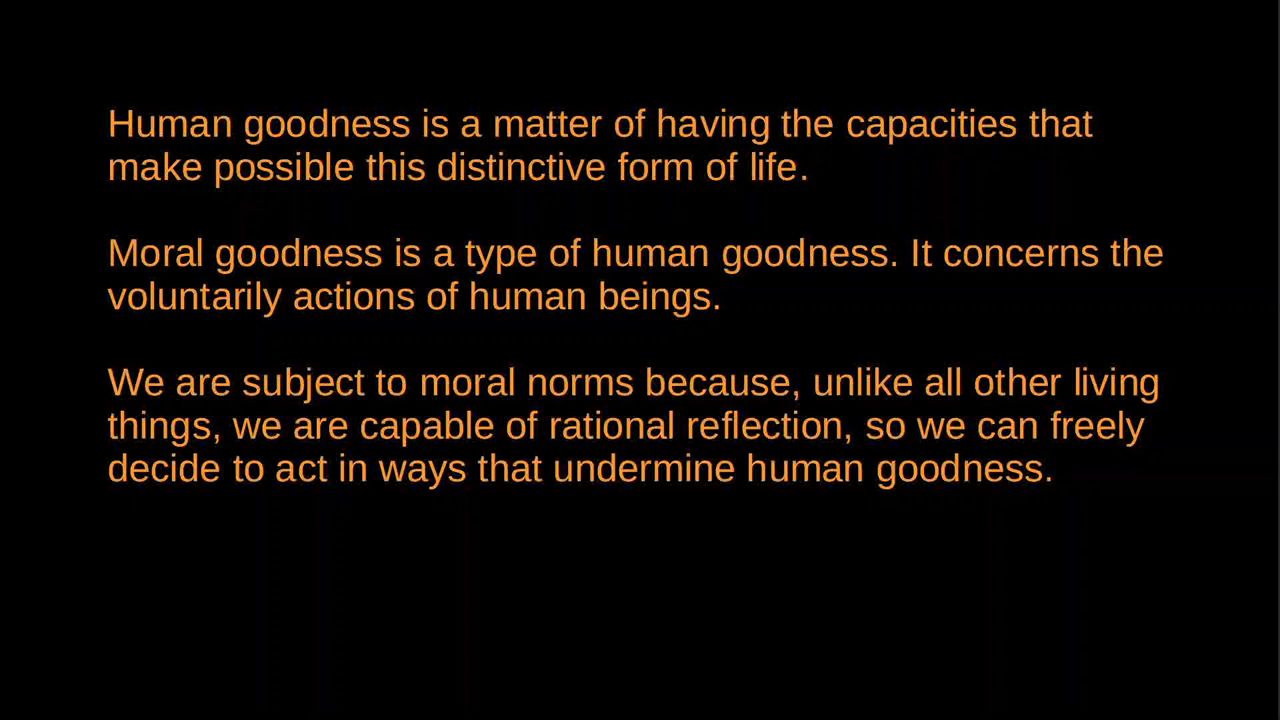 Human goodness is a matter of having the capacities that
make possible this distinctive form of life.
Moral goodness is a type of human goodness. It concerns the
voluntarily actions of human beings.
We are subject to moral norms because, unlike all other living
things, we are capable of rational reflection, so we can freely
decide to act in ways that undermine human goodness.